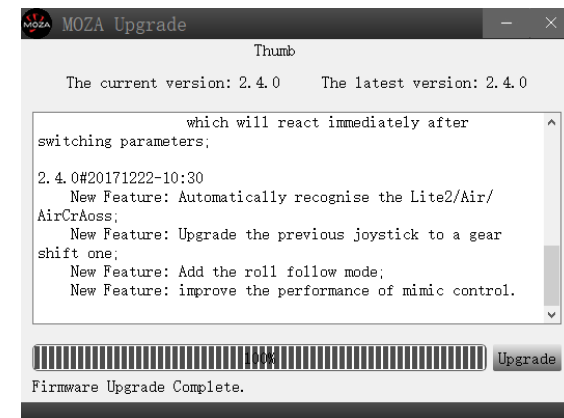 MOZA MOZA Upgrade
Thumb
The current version: 2.4.0 The latest version: 2.4.0
which will react immediately after
switching parameters;
2.4.0#20171222-10:30
New Feature: Automatically recognise the Lite2/Air/
AirCrAoss;
New Feature: Upgrade the previous joystick to a gear
shift one;
New Feature: Add the roll follow mode;
New Feature: improve the performance of mimic control.
100% Upgrade
Firmware Upgrade Complete.